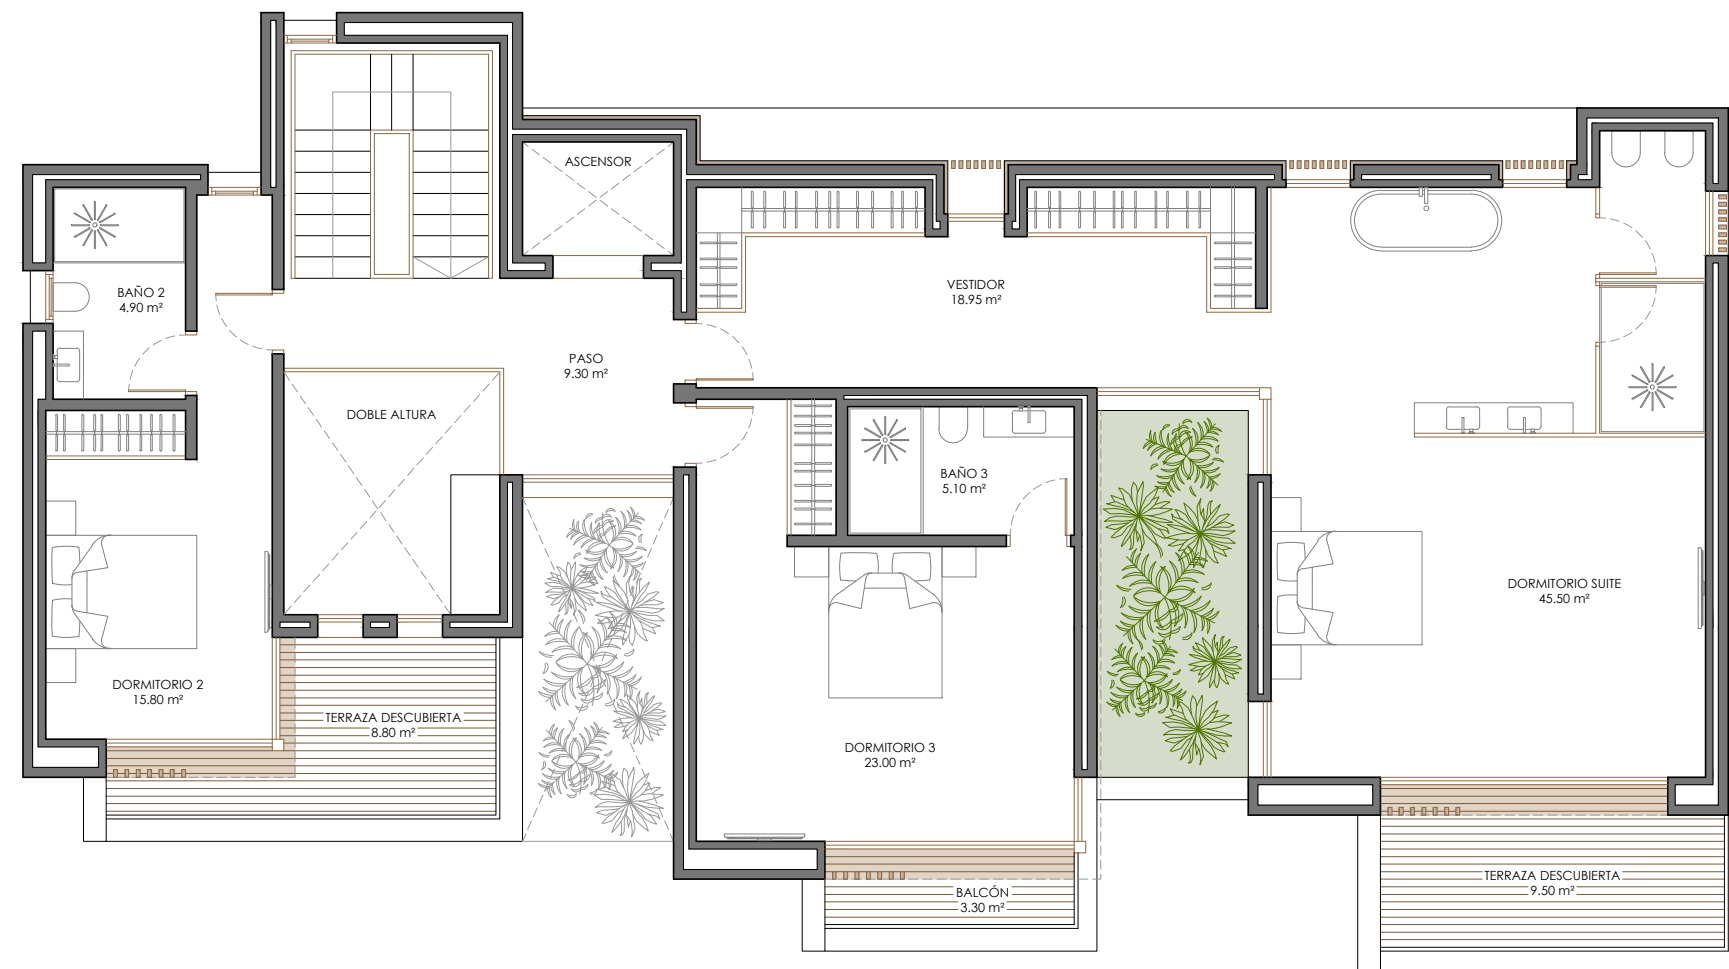 ASCENSOR
BAÑO 2
4.90 m²
VESTIDOR
18.95 m²
PASO
9.30 m²
DOBLE ALTURA
BAÑO 3
5.10 m²
DORMITORIO SUITE
45.50 m²
DORMITORIO 2
15.80 m²
TERRAZA DESCUBIERTA
8.80 m²
DORMITORIO 3
23.00 m²
TERRAZA DESCUBIERTA
9.50 m²
BALCÓN
3.30 m²